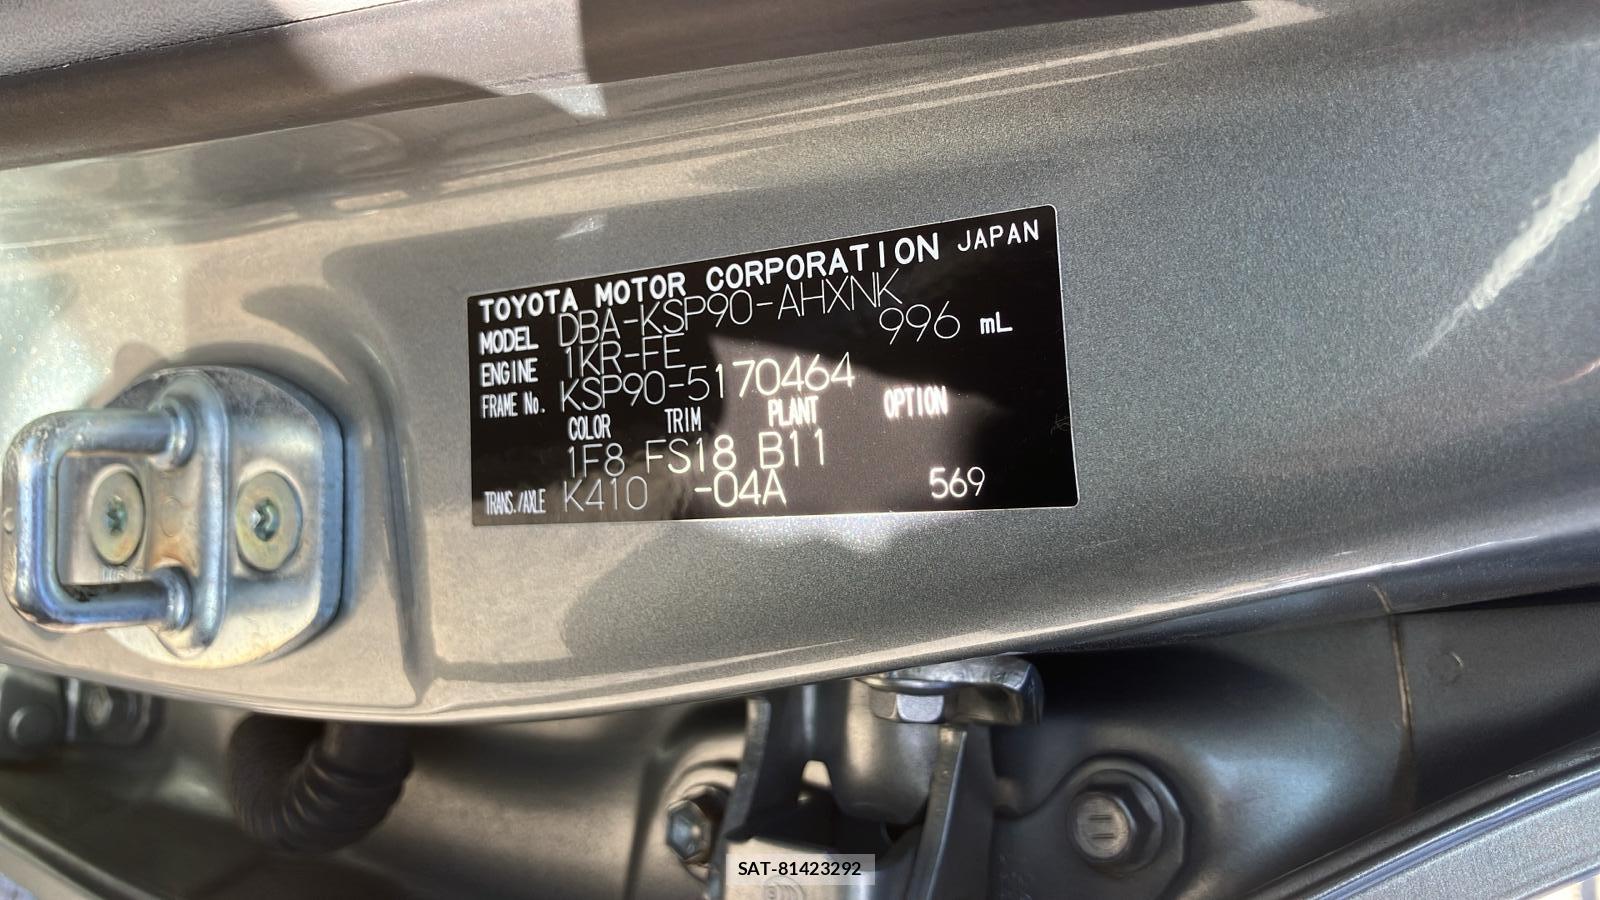 TOYOTA MOTOR CORPORATION JAPAN
MODEL DBA-KSP90-AHXNK
ENGINE 1KR-FE 996 mL
FRAME No. KSP90-5170464
COLOR TRIM PLANT OPTION
1F8 FS18 B11
TRANS./AXLE K410 -04A 569
SAT-81423292